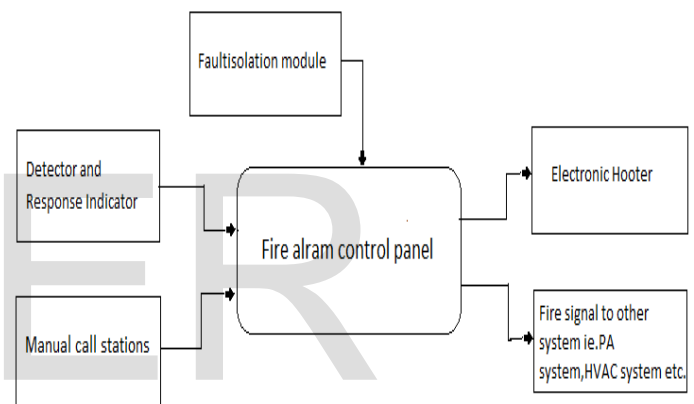 Faultisolation module
Detector and
Response Indicator
Electronic Hooter
Fire alram control panel
Manual call stations
Fire signal to other
system ie.PA
system,HVAC system etc.
ER